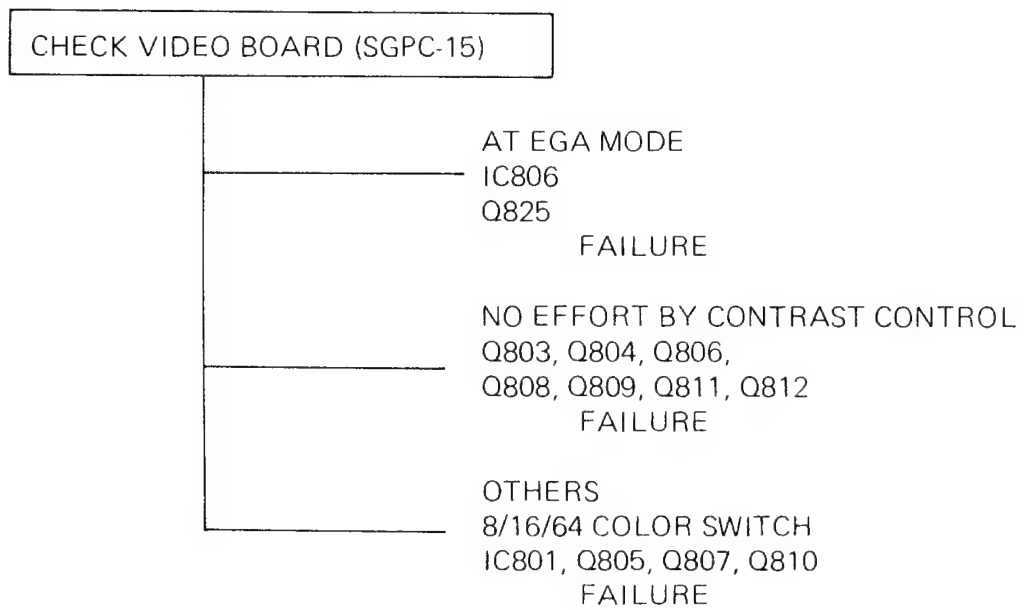 CHECK VIDEO BOARD (SGPC-15)
AT EGA MODE
IC806
Q825
FAILURE
NO EFFORT BY CONTRAST CONTROL
Q803, Q804, Q806,
Q808, Q809, Q811, Q812
FAILURE
OTHERS
8/16/64 COLOR SWITCH
IC801, Q805, Q807, Q810
FAILURE